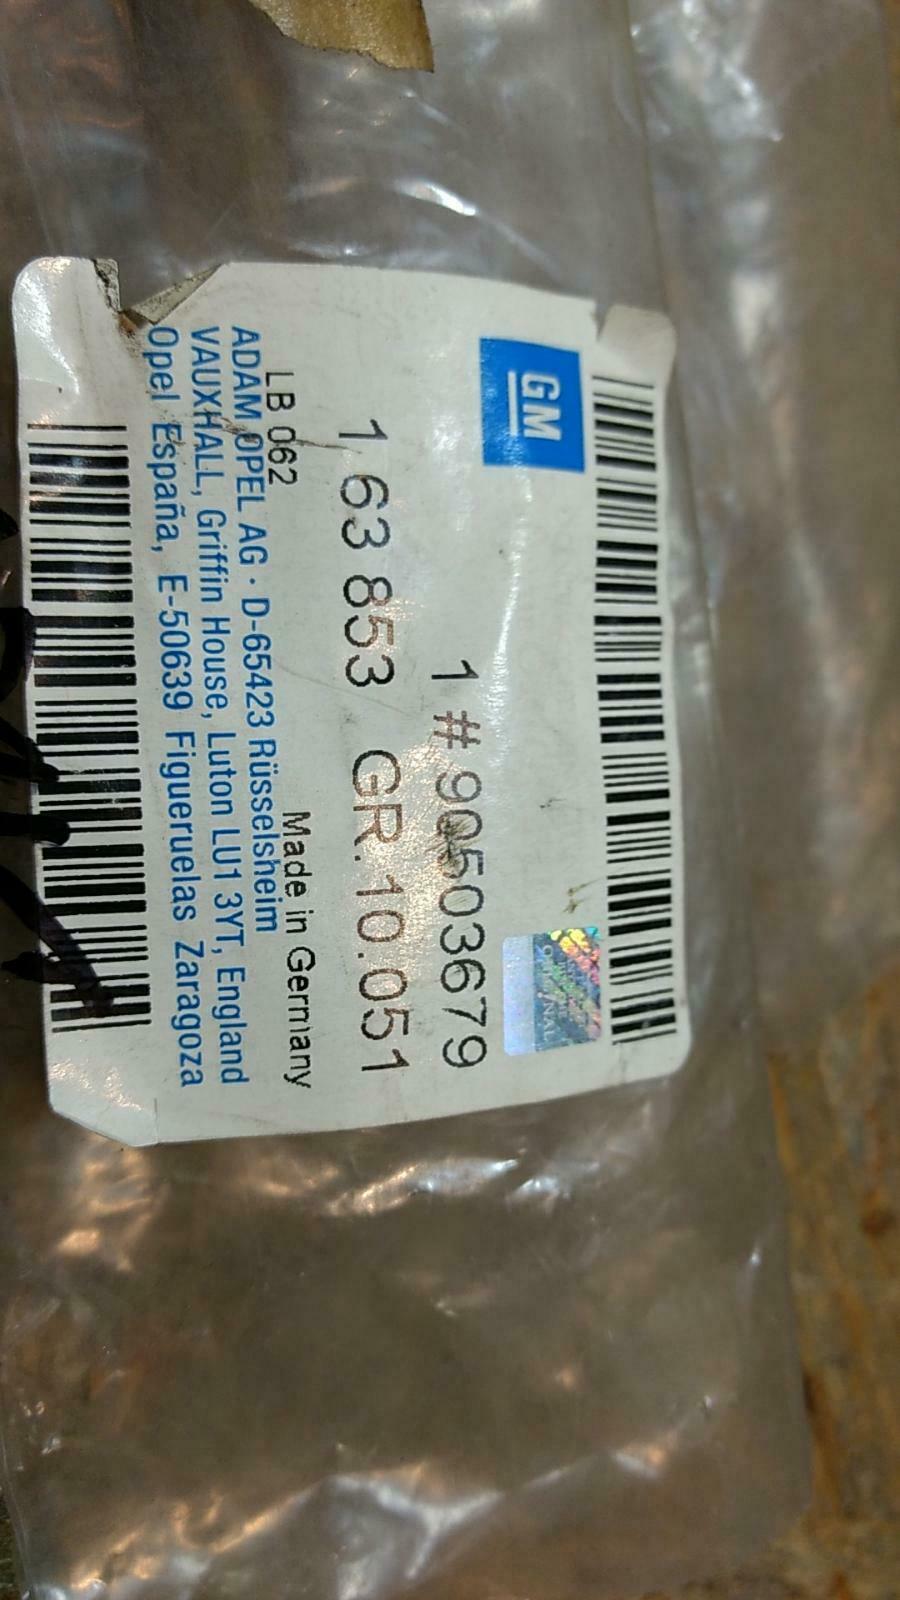 GM
1 #90503679
1 63 853 GR.10.051
LB 062
Made in Germany
ADAM OPEL AG · D-65423 Rüsselsheim
VAUXHALL, Griffin House, Luton LU1 3YT, England
Opel España, E-50639 Figueruelas Zaragoza